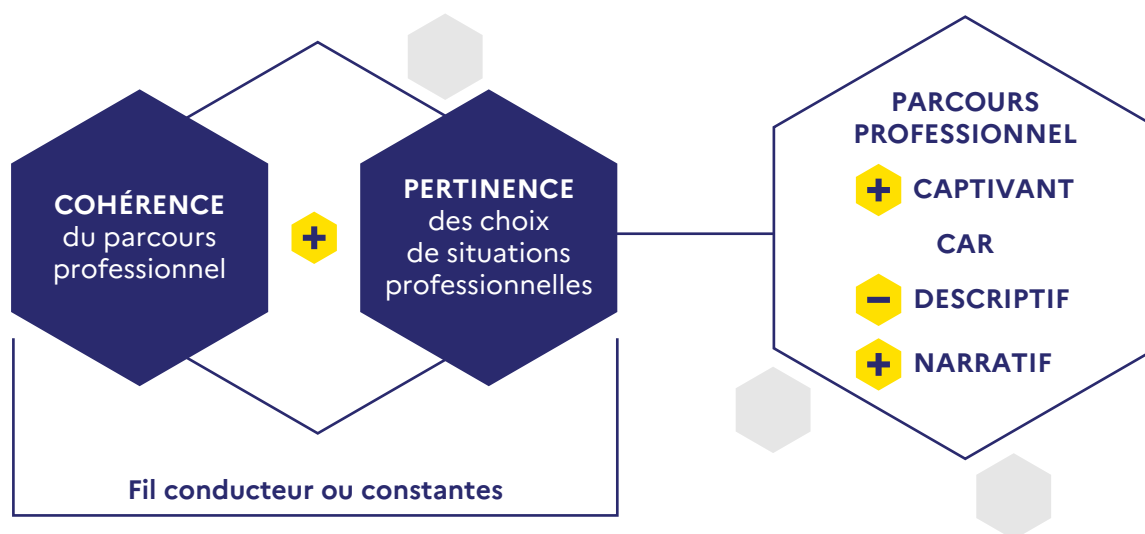 COHÉRENCE
du parcours
professionnel
+
PERTINENCE
des choix
de situations
professionnelles
Fil conducteur ou constantes
PARCOURS
PROFESSIONNEL
+ CAPTIVANT
CAR
− DESCRIPTIF
+ NARRATIF